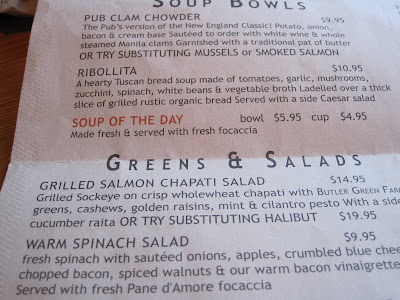 SOUP BOWLS
PUB CLAM CHOWDER $9.95
The Pub's version of the New England Classic! Potato, onion,
bacon & cream base Sautéed to order with white wine & whole
steamed Manila clams Garnished with a traditional pat of butter
OR TRY SUBSTITUTING MUSSELS or SMOKED SALMON
RIBOLLITA $10.95
A hearty Tuscan bread soup made of tomatoes, garlic, mushrooms,
zucchini, spinach, white beans & vegetable broth Ladelled over a thick
slice of grilled rustic organic bread Served with a side Caesar salad
SOUP OF THE DAY bowl $5.95 cup $4.95
Made fresh & served with fresh focaccia
GREENS & SALADS
GRILLED SALMON CHAPATI SALAD $14.95
Grilled Sockeye on crisp wholewheat chapati with BUTLER GREEN FAR
greens, cashews, golden raisins, mint & cilantro pesto With a side
cucumber raita OR TRY SUBSTITUTING HALIBUT $19.95
WARM SPINACH SALAD $9.95
fresh spinach with sautéed onions, apples, crumbled blue chee
chopped bacon, spiced walnuts & our warm bacon vinaigrette
Served with fresh Pane d'Amore focaccia